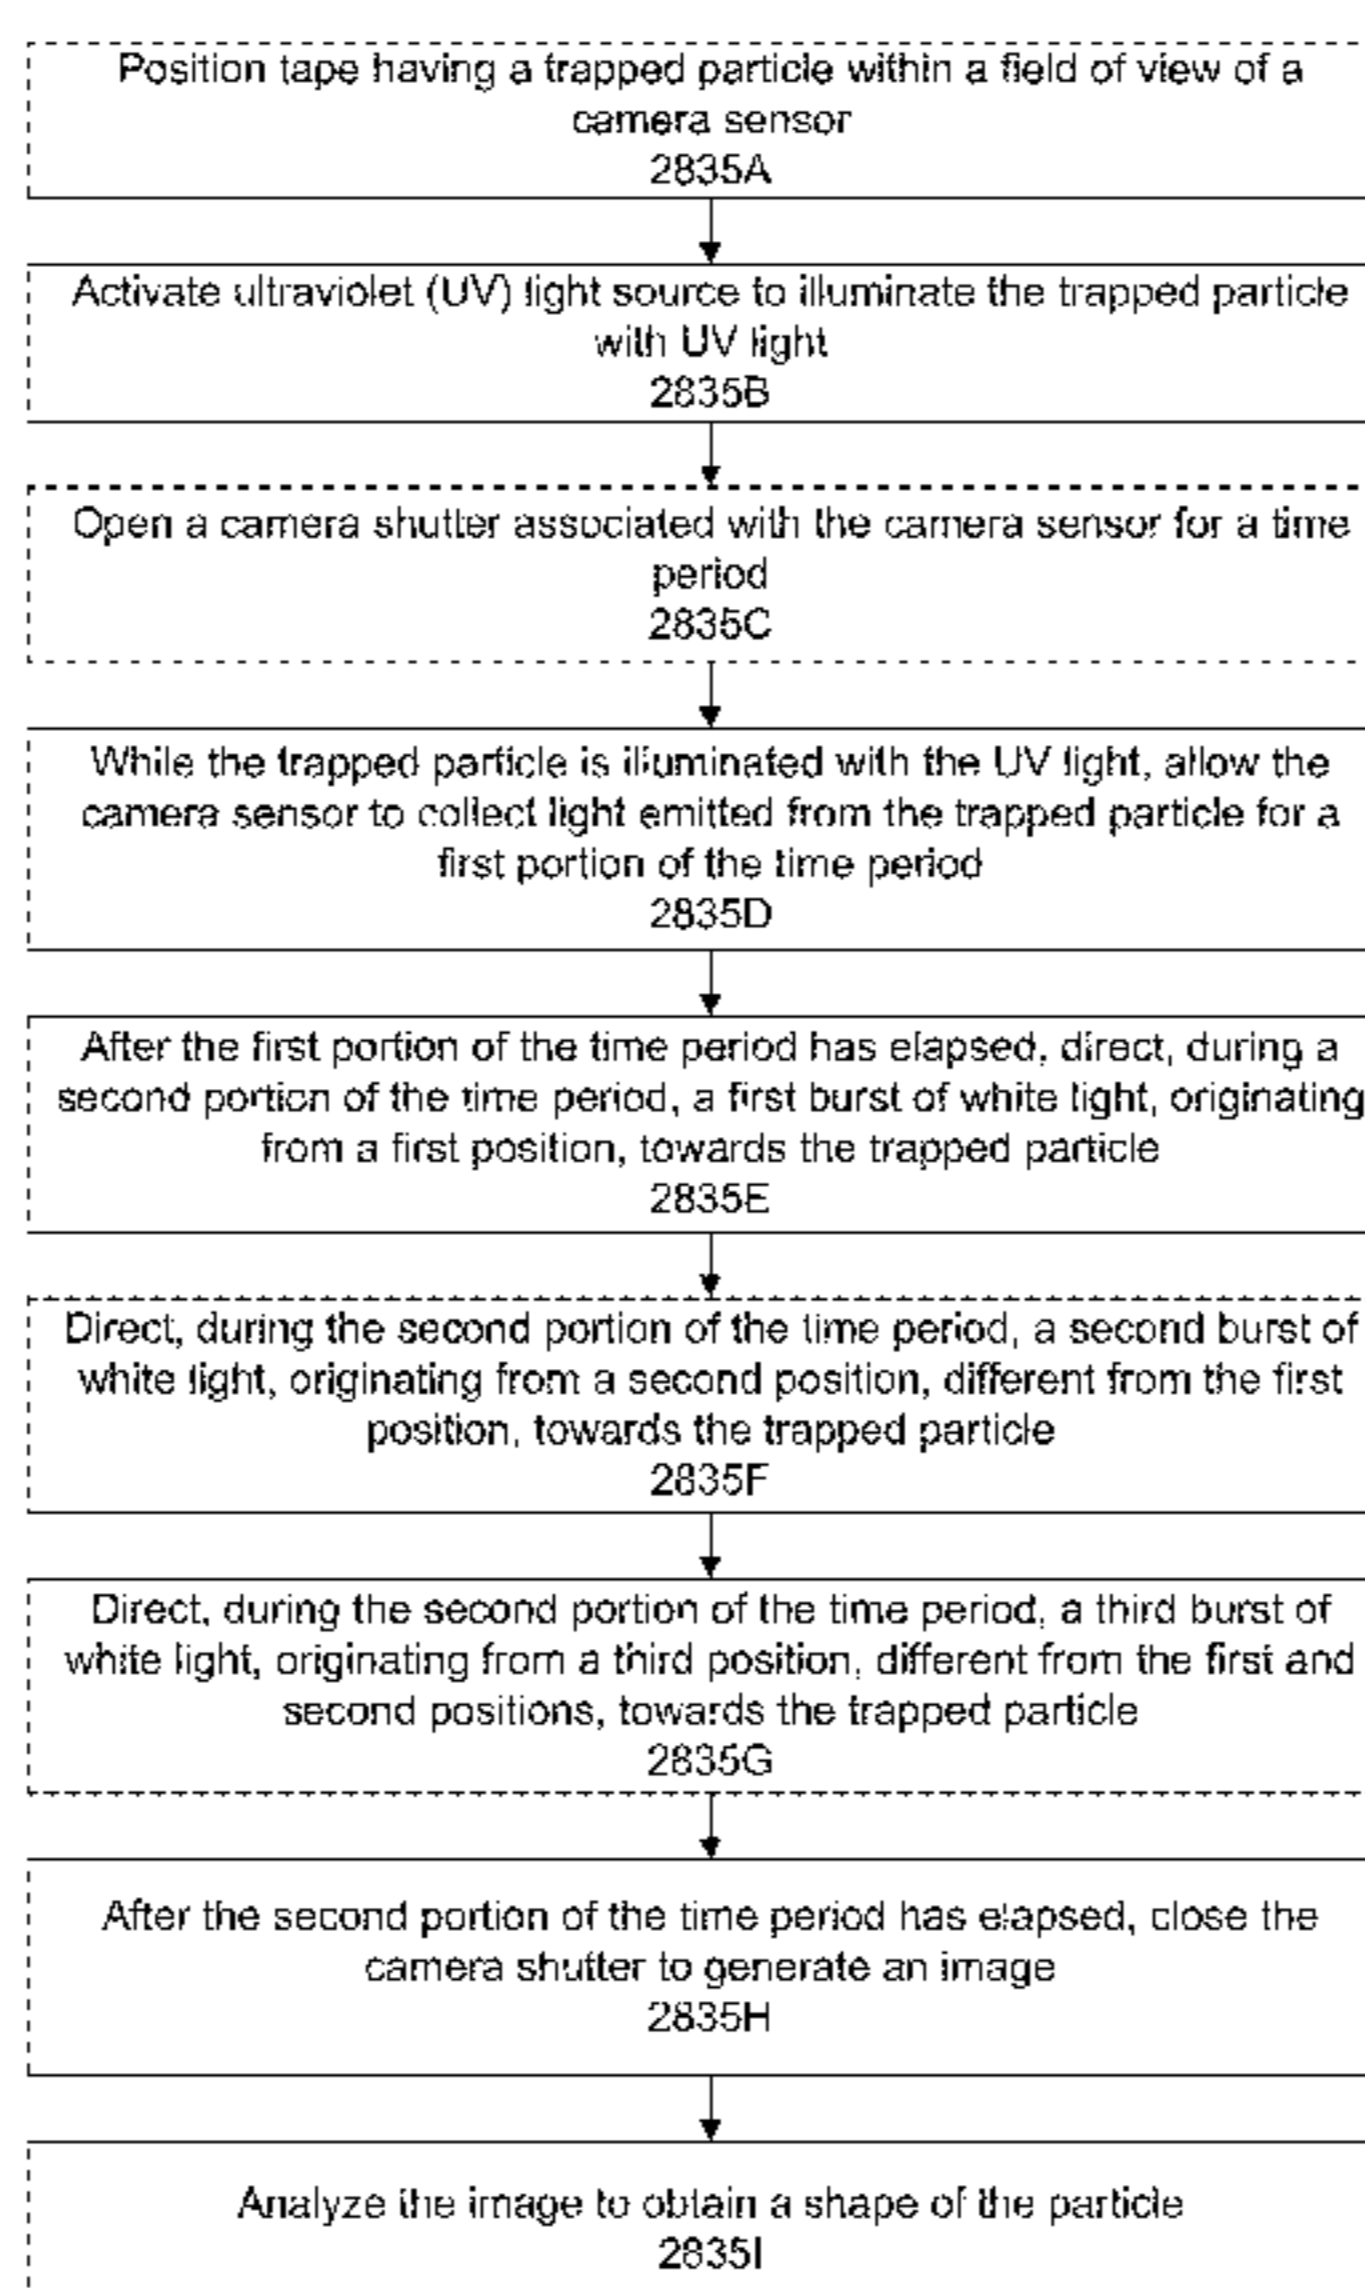 Position tape having a trapped particle within a field of view of a
camera sensor
2835A
Activate ultraviolet (UV) light source to illuminate the trapped particle
with UV light
2835B
Open a camera shutter associated with the camera sensor for a time
period
2835C
While the trapped particle is illuminated with the UV light, allow the
camera sensor to collect light emitted from the trapped particle for a
first portion of the time period
2835D
After the first portion of the time period has elapsed, direct, during a
second portion of the time period, a first burst of white light, originating
from a first position, towards the trapped particle
2835E
Direct, during the second portion of the time period, a second burst of
white light, originating from a second position, different from the first
position, towards the trapped particle
2835F
Direct, during the second portion of the time period, a third burst of
white light, originating from a third position, different from the first and
second positions, towards the trapped particle
2835G
After the second portion of the time period has elapsed, close the
camera shutter to generate an image
2835H
Analyze the image to obtain a shape of the particle
2835I